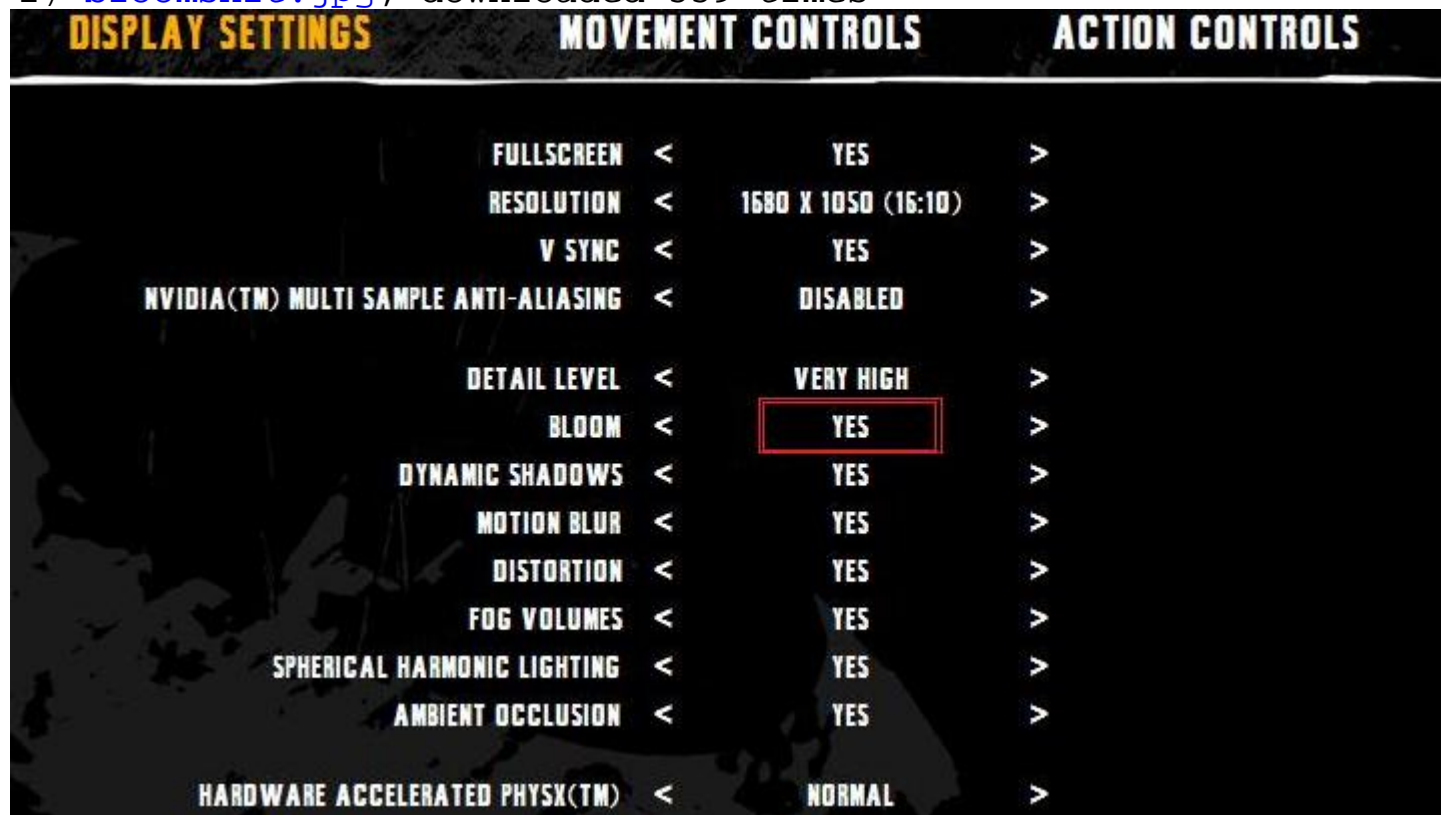 DISPLAY SETTINGS MOVEMENT CONTROLS ACTION CONTROLS
FULLSCREEN < YES >
RESOLUTION < 1680 X 1050 (16:10) >
V SYNC < YES >
NVIDIA(TM) MULTI SAMPLE ANTI-ALIASING < DISABLED >
DETAIL LEVEL < VERY HIGH >
BLOOM < YES >
DYNAMIC SHADOWS < YES >
MOTION BLUR < YES >
DISTORTION < YES >
FOG VOLUMES < YES >
SPHERICAL HARMONIC LIGHTING < YES >
AMBIENT OCCLUSION < YES >
HARDWARE ACCELERATED PHYSX(TM) < NORMAL >